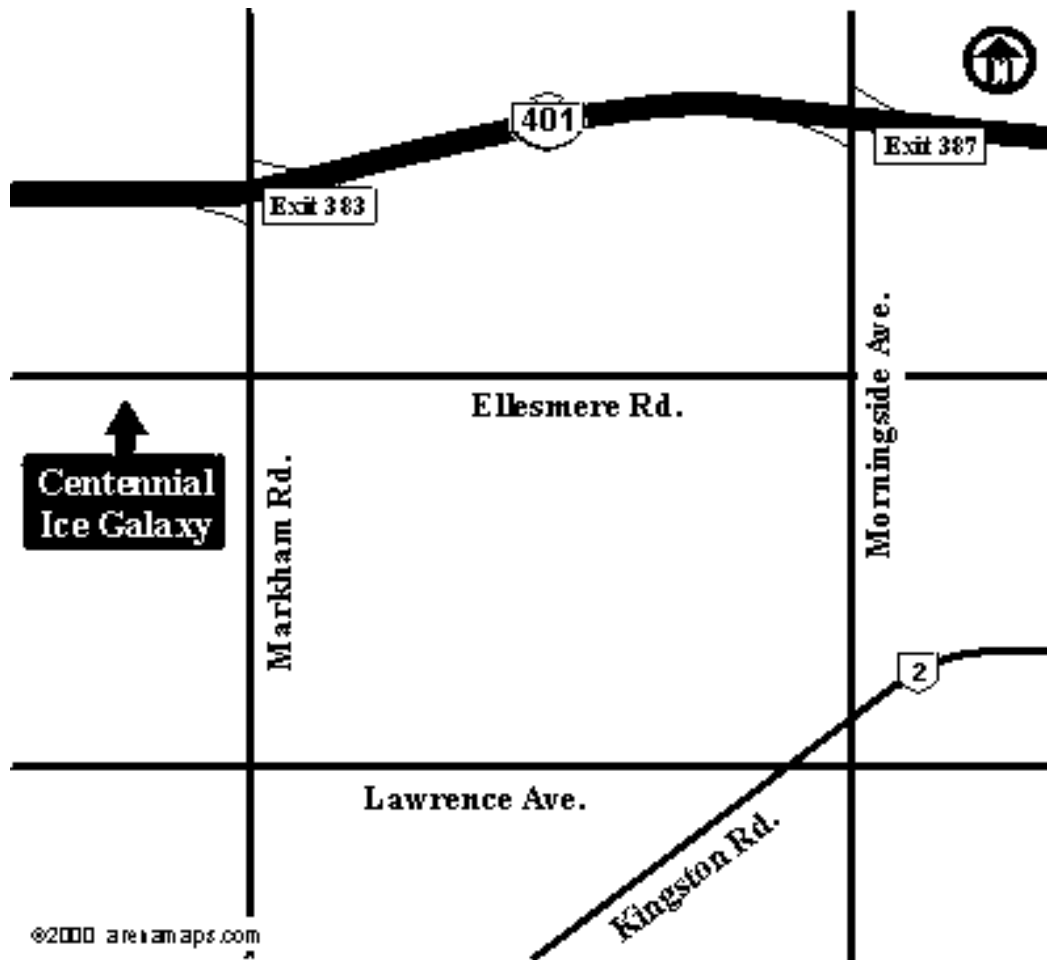 401
Exit 387
Exit 383
Ellesmere Rd.
Morningside Ave.
Centennial
Ice Galaxy
Markham Rd.
2
Lawrence Ave.
Kingston Rd.
©2000 arenamaps.com